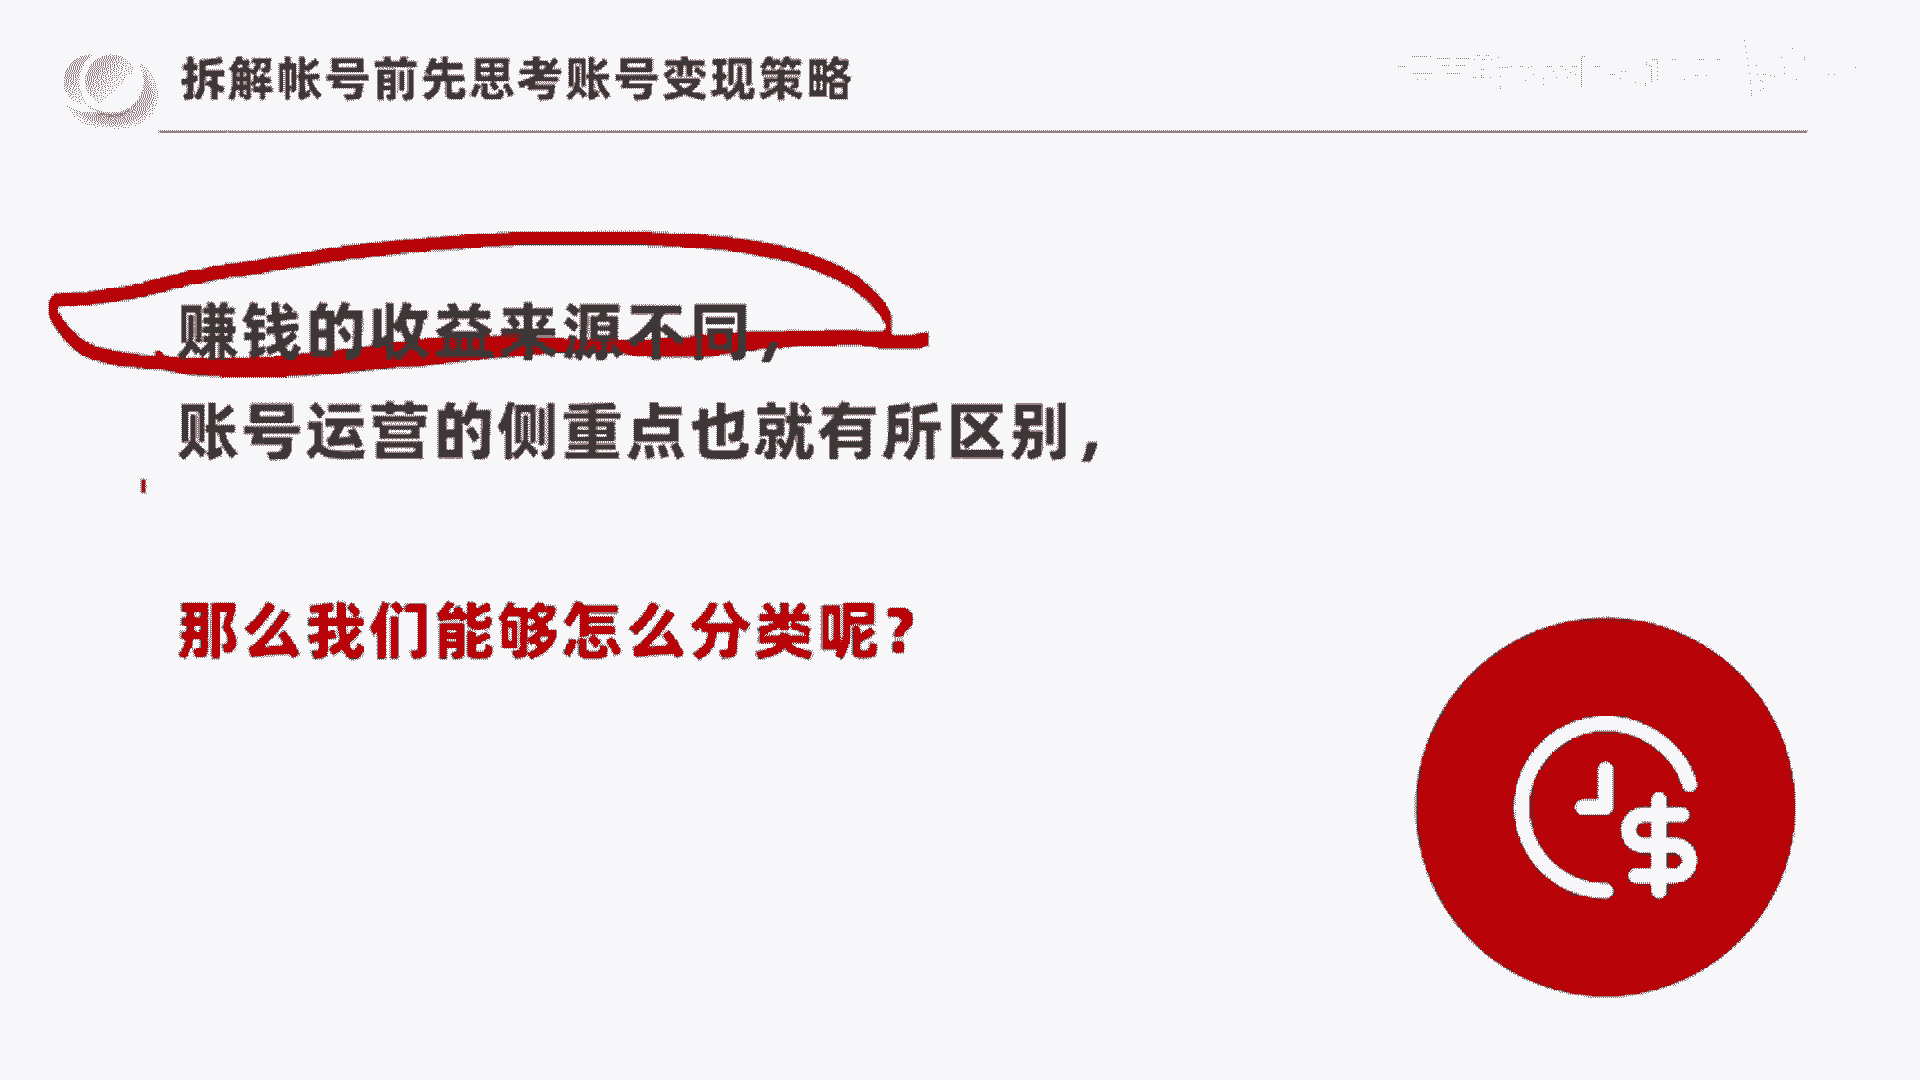 拆解帐号前先思考账号变现策略
赚钱的收益来源不同，
账号运营的侧重点也就有所区别，
那么我们能够怎么分类呢？
$